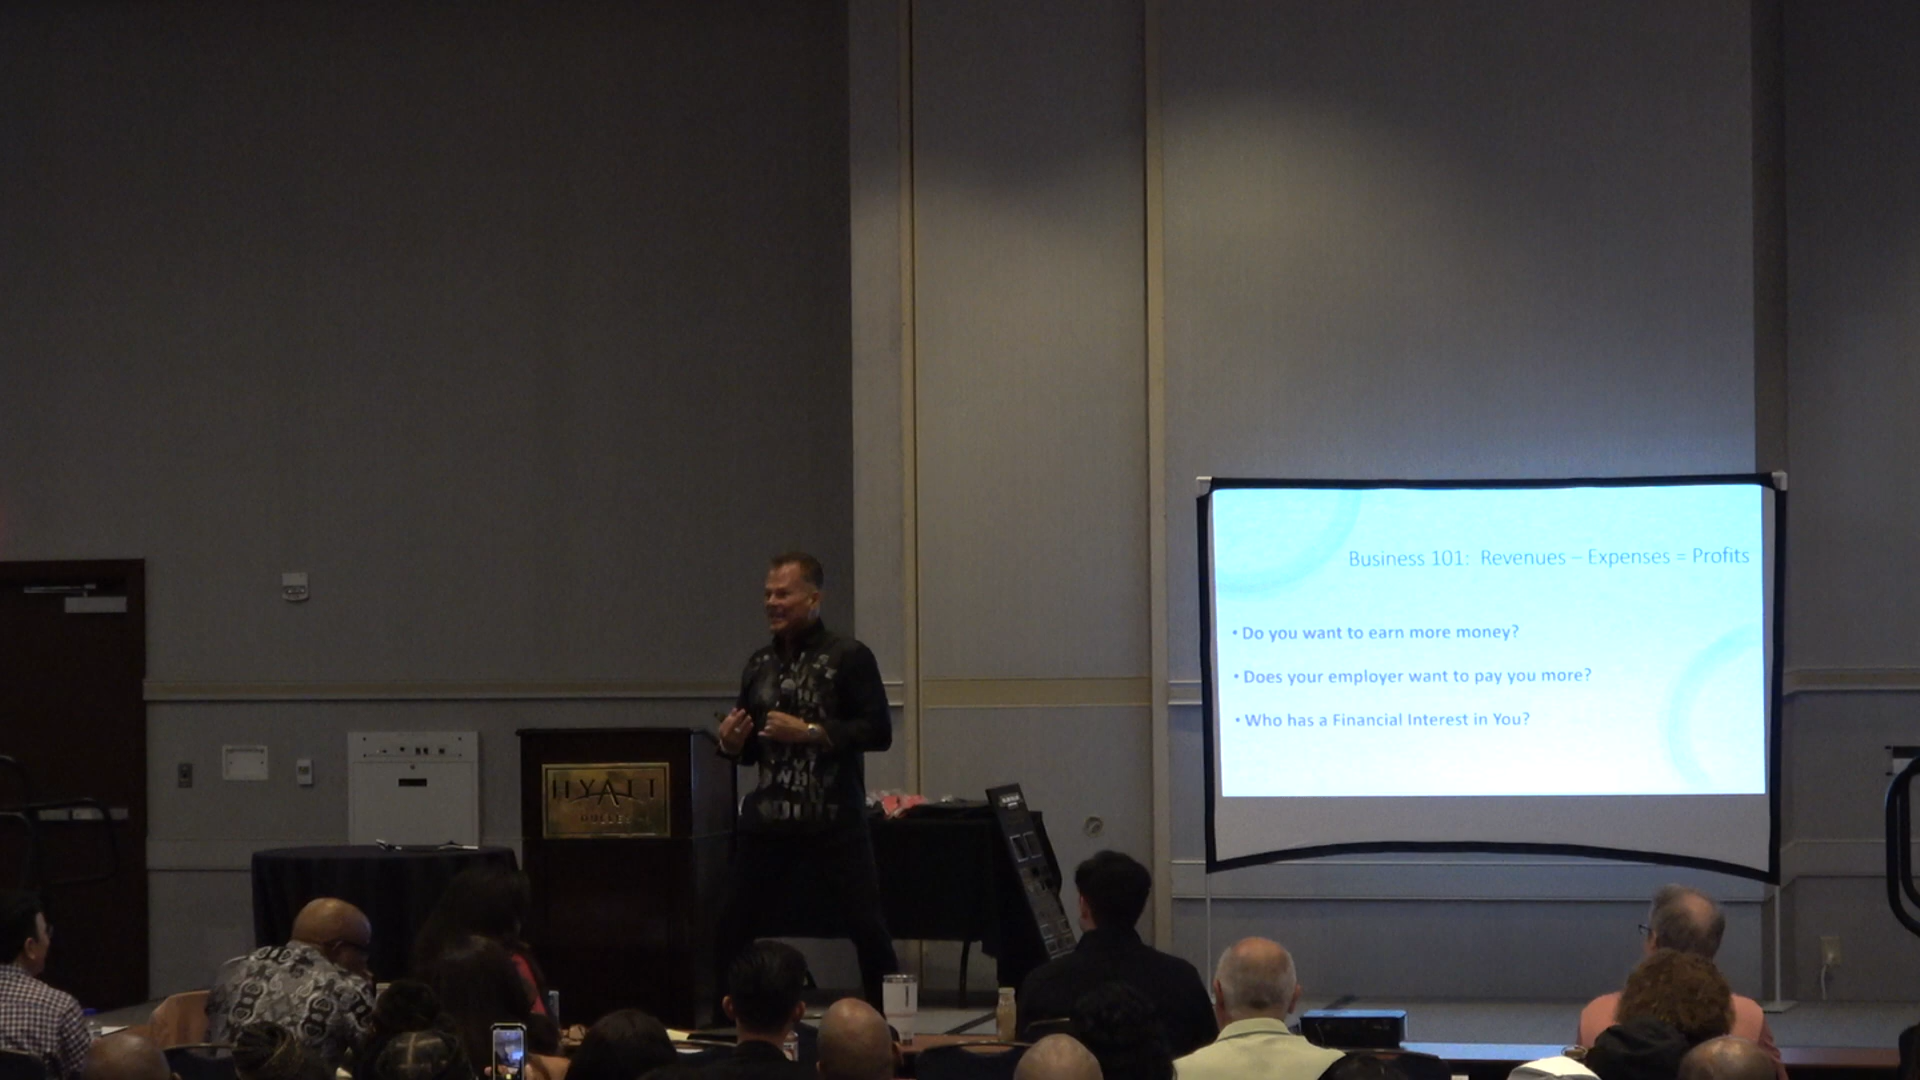 Business 101:  Revenues – Expenses = Profits
• Do you want to earn more money?
• Does your employer want to pay you more?
• Who has a Financial Interest in You?
HYATT